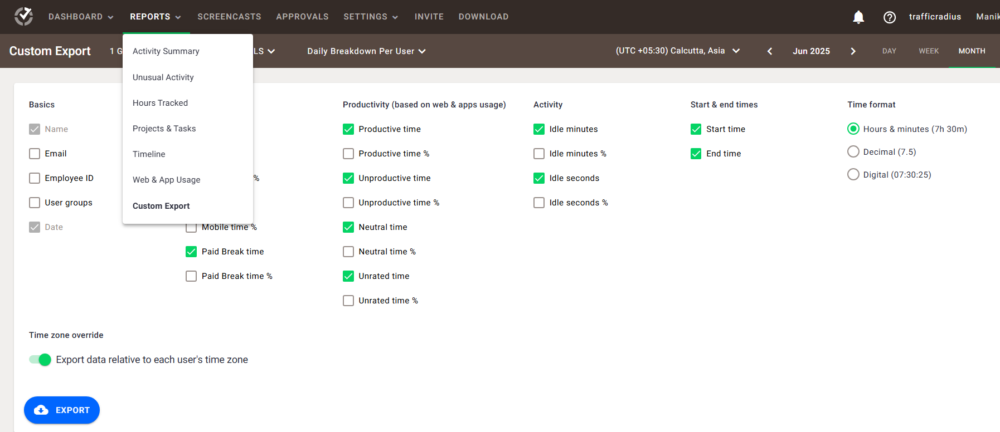 DASHBOARD REPORTS SCREENCASTS APPROVALS SETTINGS INVITE DOWNLOAD trafficradius Manik
Custom Export 1 G LS Daily Breakdown Per User (UTC +05:30) Calcutta, Asia Jun 2025 DAY WEEK MONTH
Activity Summary
Unusual Activity
Hours Tracked
Projects & Tasks
Timeline
Web & App Usage
Custom Export
Basics
Name
Email
Employee ID
User groups
Date
%
Mobile time %
Paid Break time
Paid Break time %
Productivity (based on web & apps usage)
Productive time
Productive time %
Unproductive time
Unproductive time %
Neutral time
Neutral time %
Unrated time
Unrated time %
Activity
Idle minutes
Idle minutes %
Idle seconds
Idle seconds %
Start & end times
Start time
End time
Time format
Hours & minutes (7h 30m)
Decimal (7.5)
Digital (07:30:25)
Time zone override
Export data relative to each user's time zone
EXPORT